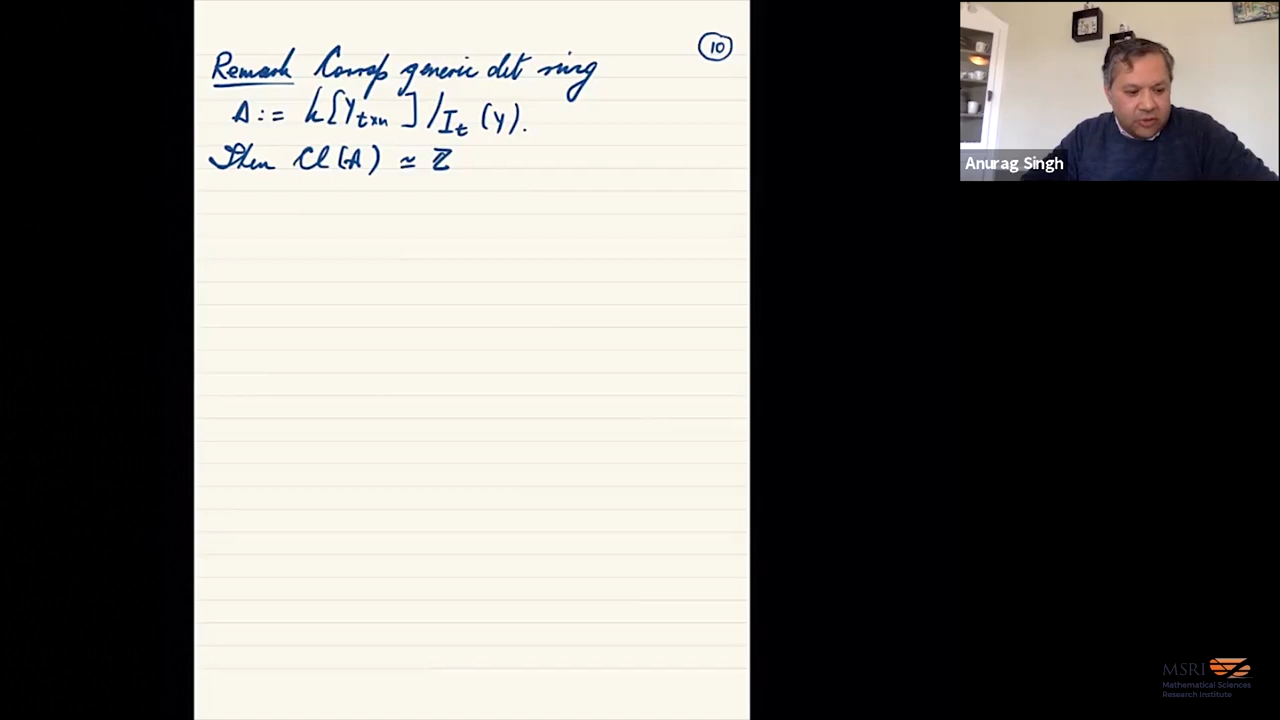 10
Remark Corresp generic det ring
A := k[Y_{t×n}]/I_t(Y).
Then Cl(A) ≃ ℤ
Anurag Singh
MSRI
Mathematical Sciences
Research Institute